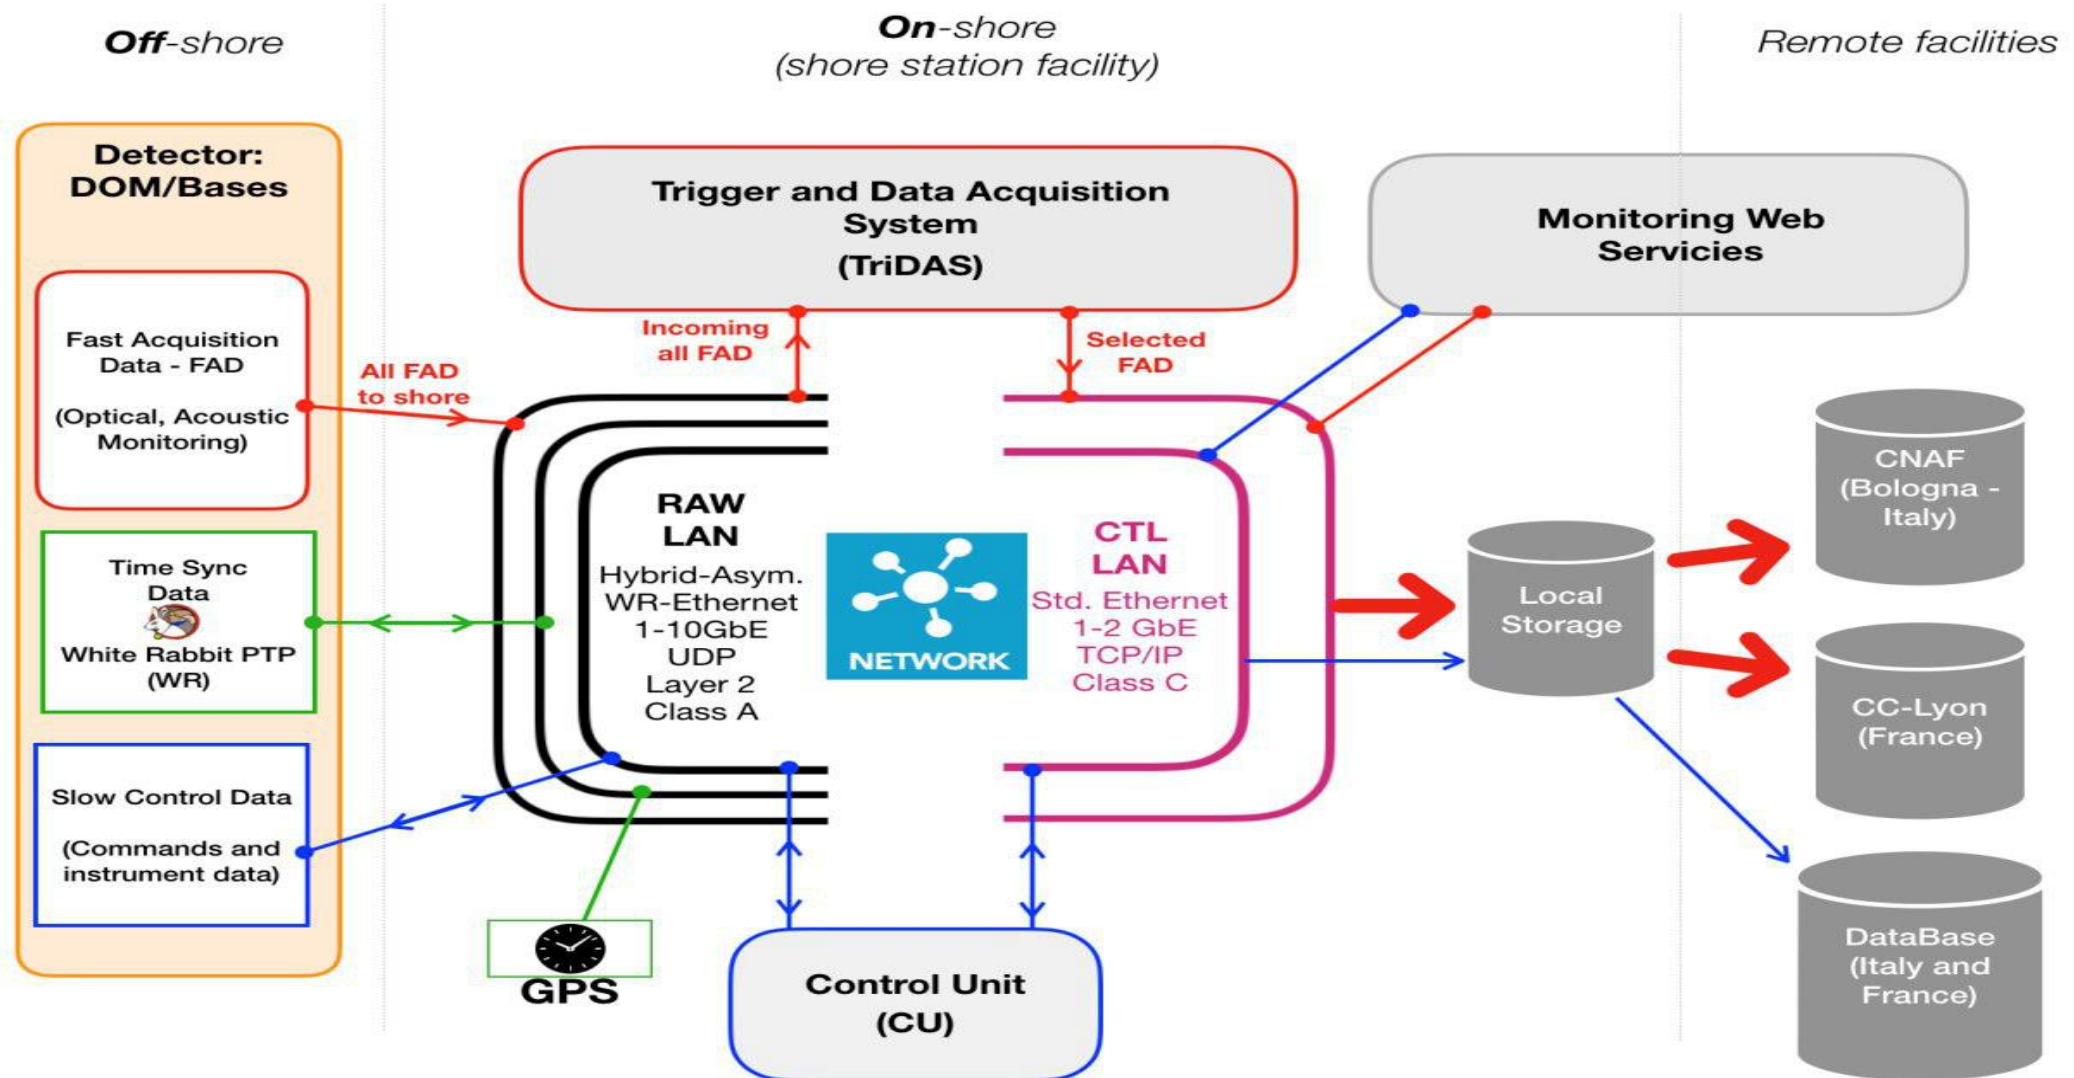 Off-shore
On-shore
(shore station facility)
Remote facilities
Detector:
DOM/Bases
Fast Acquisition
Data - FAD
(Optical, Acoustic
Monitoring)
All FAD
to shore
Time Sync
Data
White Rabbit PTP
(WR)
Slow Control Data
(Commands and
instrument data)
Trigger and Data Acquisition
System
(TriDAS)
Incoming
all FAD
Selected
FAD
Monitoring Web
Servicies
RAW
LAN
Hybrid-Asym.
WR-Ethernet
1-10GbE
UDP
Layer 2
Class A
NETWORK
CTL
LAN
Std. Ethernet
1-2 GbE
TCP/IP
Class C
GPS
Control Unit
(CU)
Local
Storage
CNAF
(Bologna -
Italy)
CC-Lyon
(France)
DataBase
(Italy and
France)